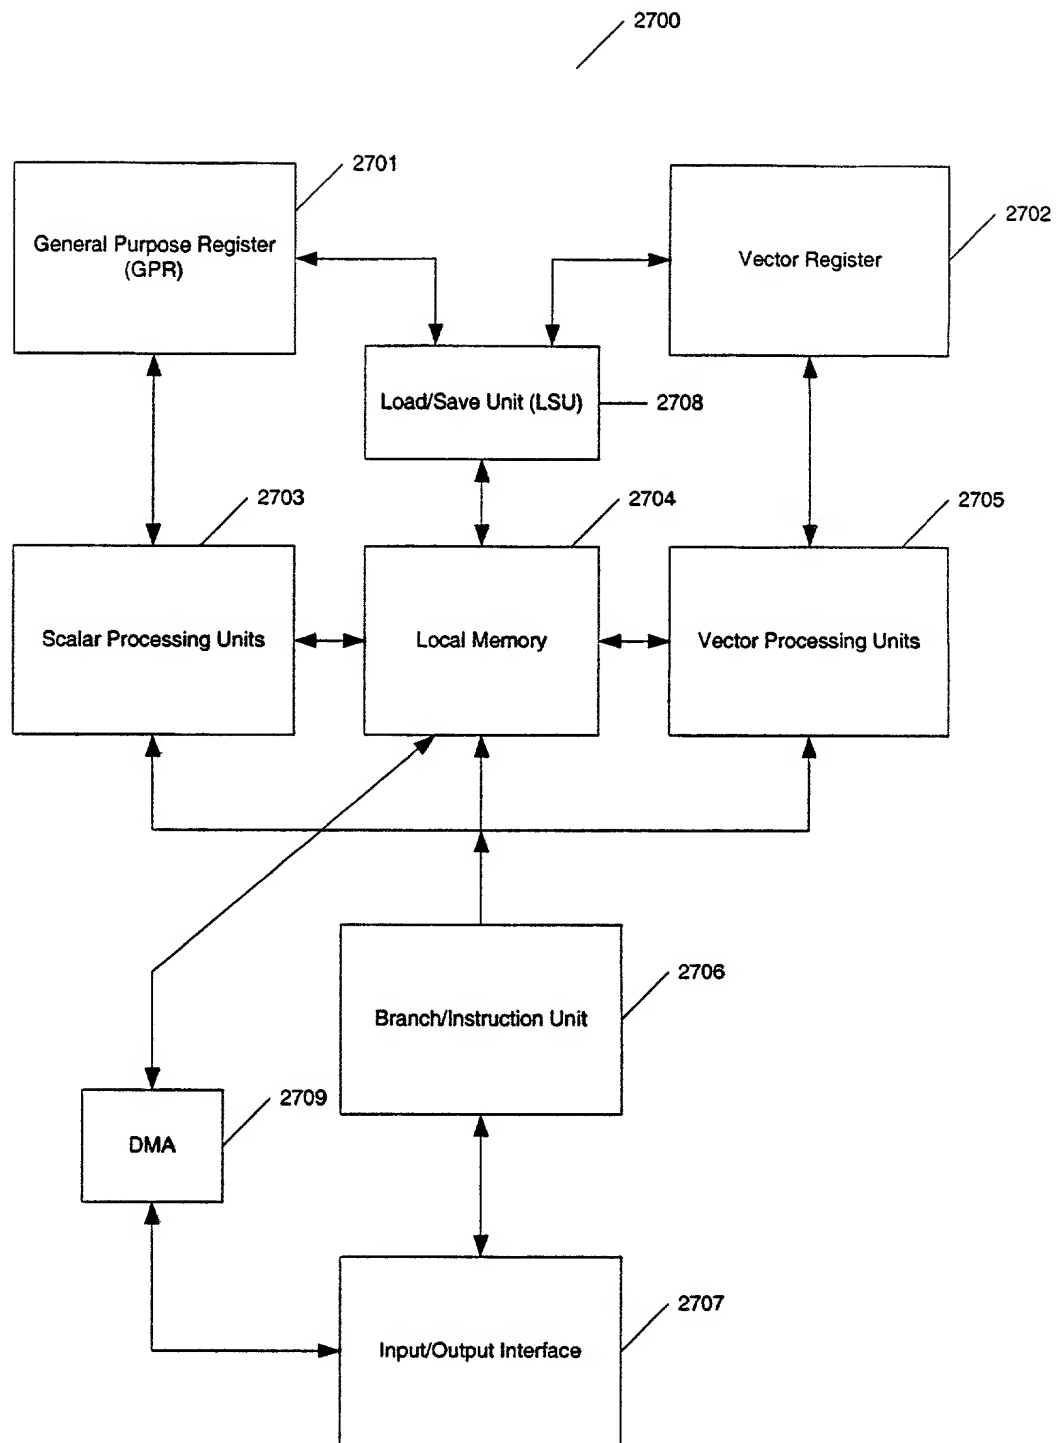 2700
2701
General Purpose Register
(GPR)
2702
Vector Register
Load/Save Unit (LSU)
2708
2703
2704
2705
Scalar Processing Units
Local Memory
Vector Processing Units
2706
Branch/Instruction Unit
2709
DMA
2707
Input/Output Interface